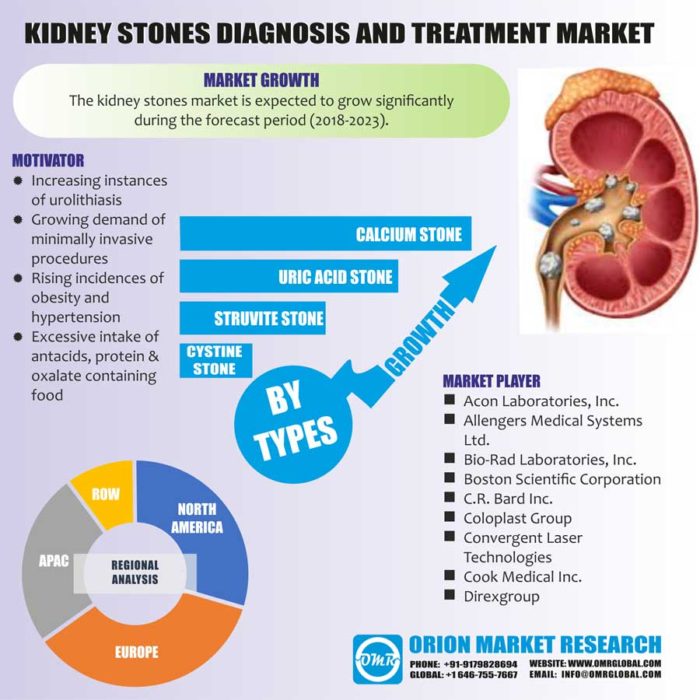 KIDNEY STONES DIAGNOSIS AND TREATMENT MARKET
MARKET GROWTH
The kidney stones market is expected to grow significantly
during the forecast period (2018-2023).
MOTIVATOR
Increasing instances
of urolithiasis
Growing demand of
minimally invasive
procedures
Rising incidences of
obesity and
hypertension
Excessive intake of
antacids, protein &
oxalate containing
food
CALCIUM STONE
URIC ACID STONE
STRUVITE STONE
CYSTINE
STONE
GROWTH
BY
TYPES
MARKET PLAYER
Acon Laboratories, Inc.
Allengers Medical Systems
Ltd.
Bio-Rad Laboratories, Inc.
Boston Scientific Corporation
C.R. Bard Inc.
Coloplast Group
Convergent Laser
Technologies
Cook Medical Inc.
Direxgroup
ROW
NORTH
AMERICA
APAC
REGIONAL
ANALYSIS
EUROPE
OMR
ORION MARKET RESEARCH
PHONE: +91-9179828694 WEBSITE: WWW.OMRGLOBAL.COM
GLOBAL: +1 646-755-7667 EMAIL: INFO@OMRGLOBAL.COM